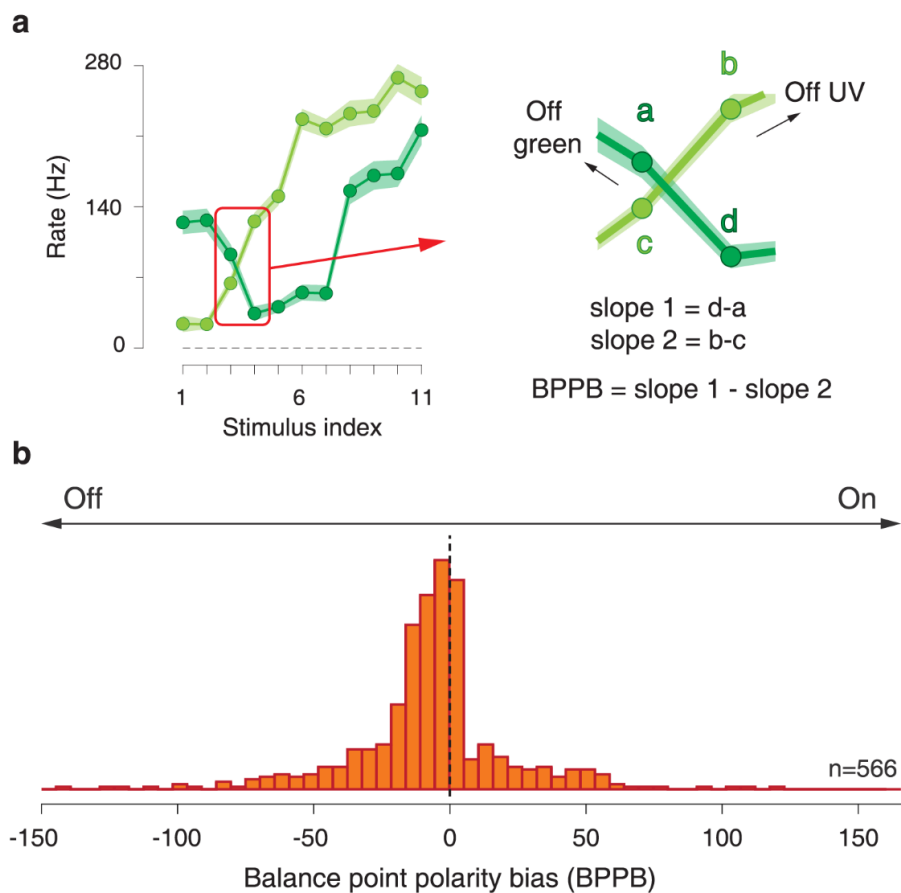 a
280
140
0
Rate (Hz)
1
6
11
Stimulus index
Off
green
a
b
Off UV
c
d
slope 1 = d-a
slope 2 = b-c
BPPB = slope 1 - slope 2
b
Off
On
n=566
-150
-100
-50
0
50
100
150
Balance point polarity bias (BPPB)